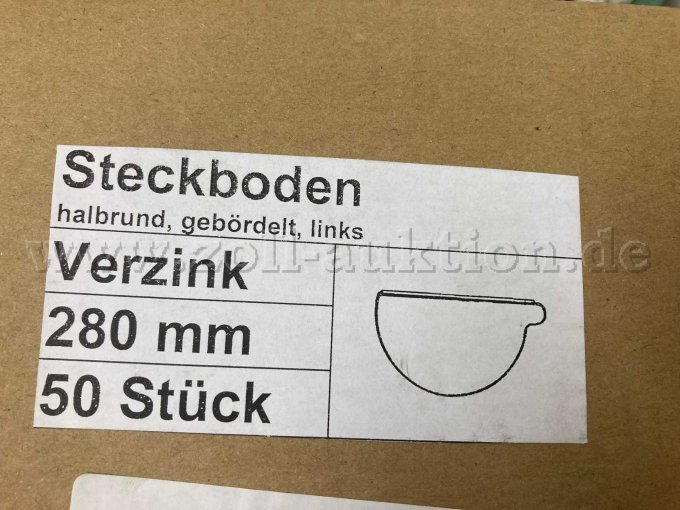 Steckboden
halbrund, gebördelt, links
www.zoll-auktion.de
Verzink
280 mm
50 Stück